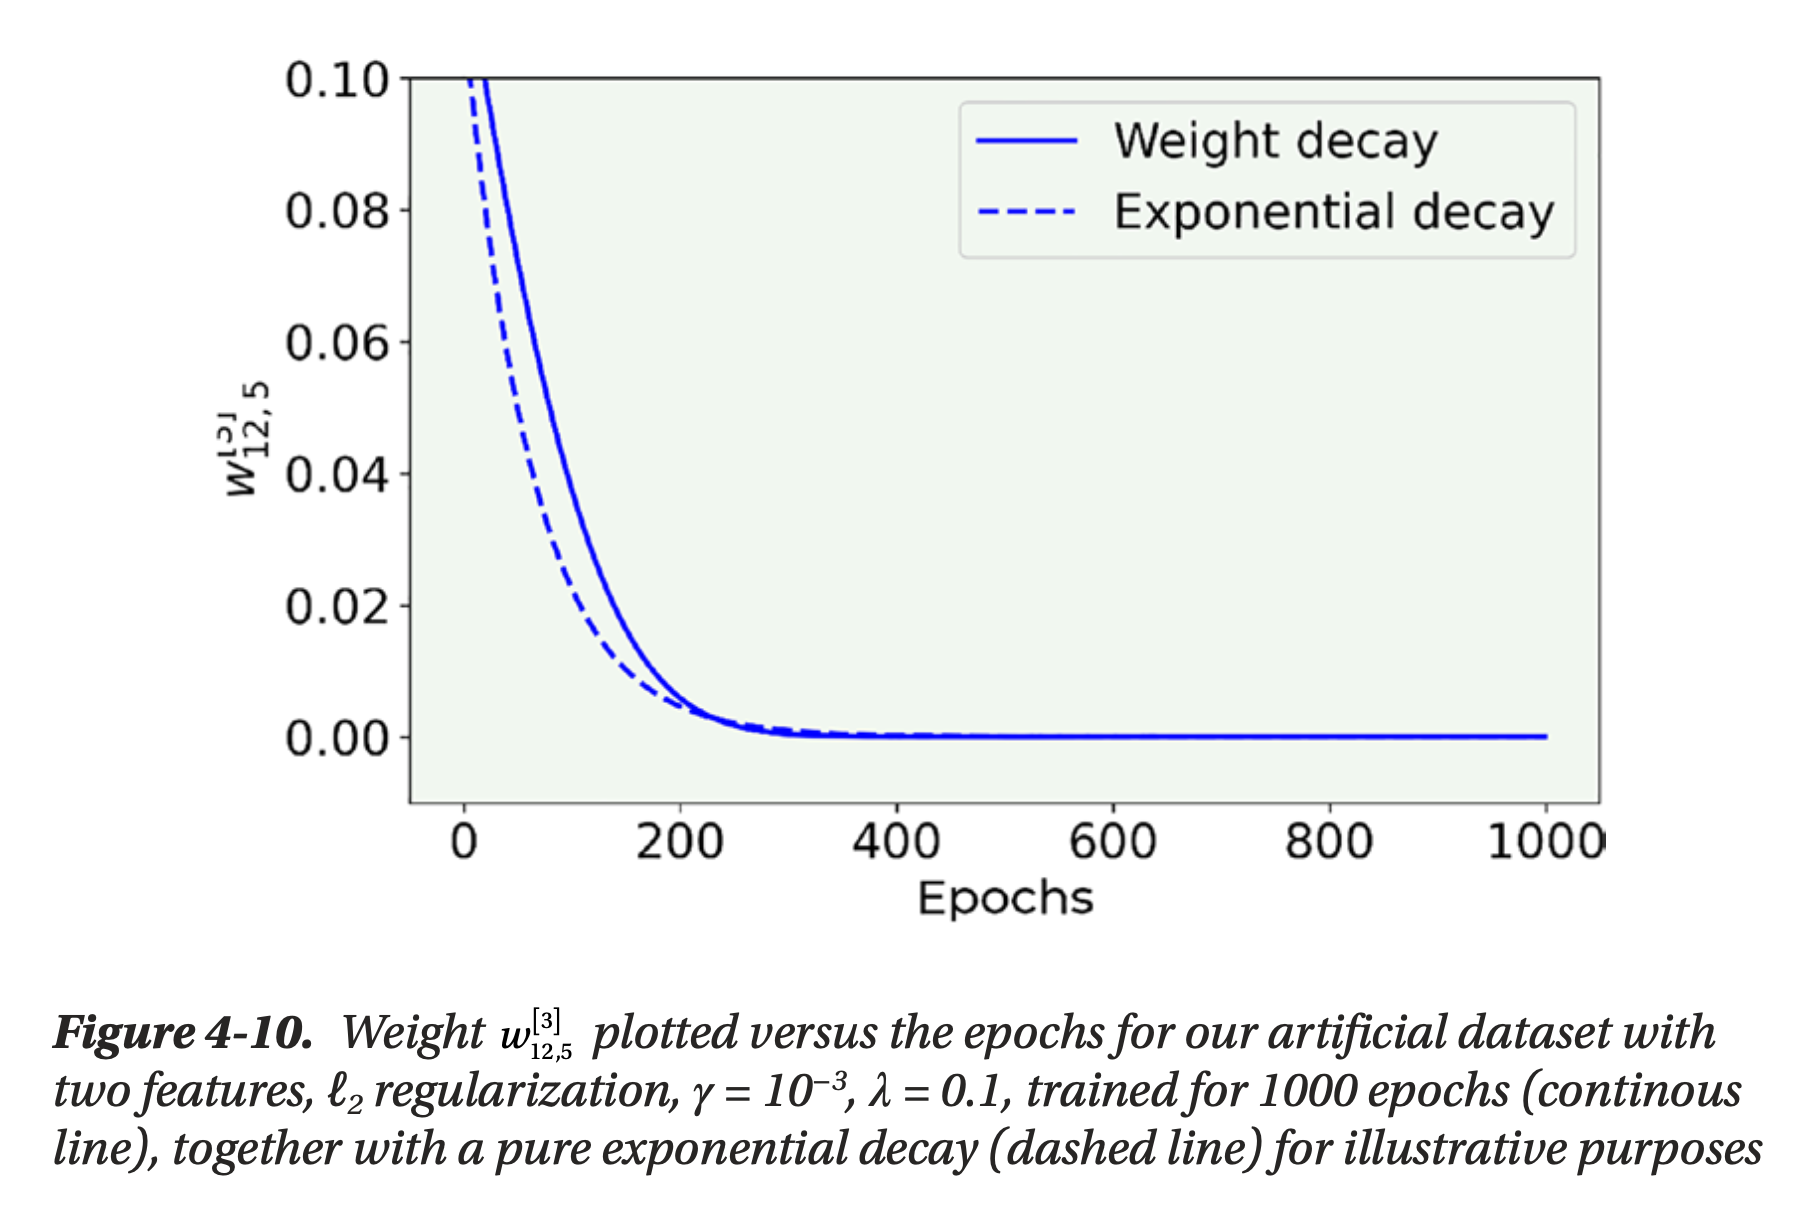 0.10
0.08
0.06
0.04
0.02
0.00
w[3]12, 5
Weight decay
Exponential decay
0 200 400 600 800 1000
Epochs
Figure 4-10. Weight w[3]12,5 plotted versus the epochs for our artificial dataset with
two features, ℓ2 regularization, γ = 10−3, λ = 0.1, trained for 1000 epochs (continous
line), together with a pure exponential decay (dashed line) for illustrative purposes